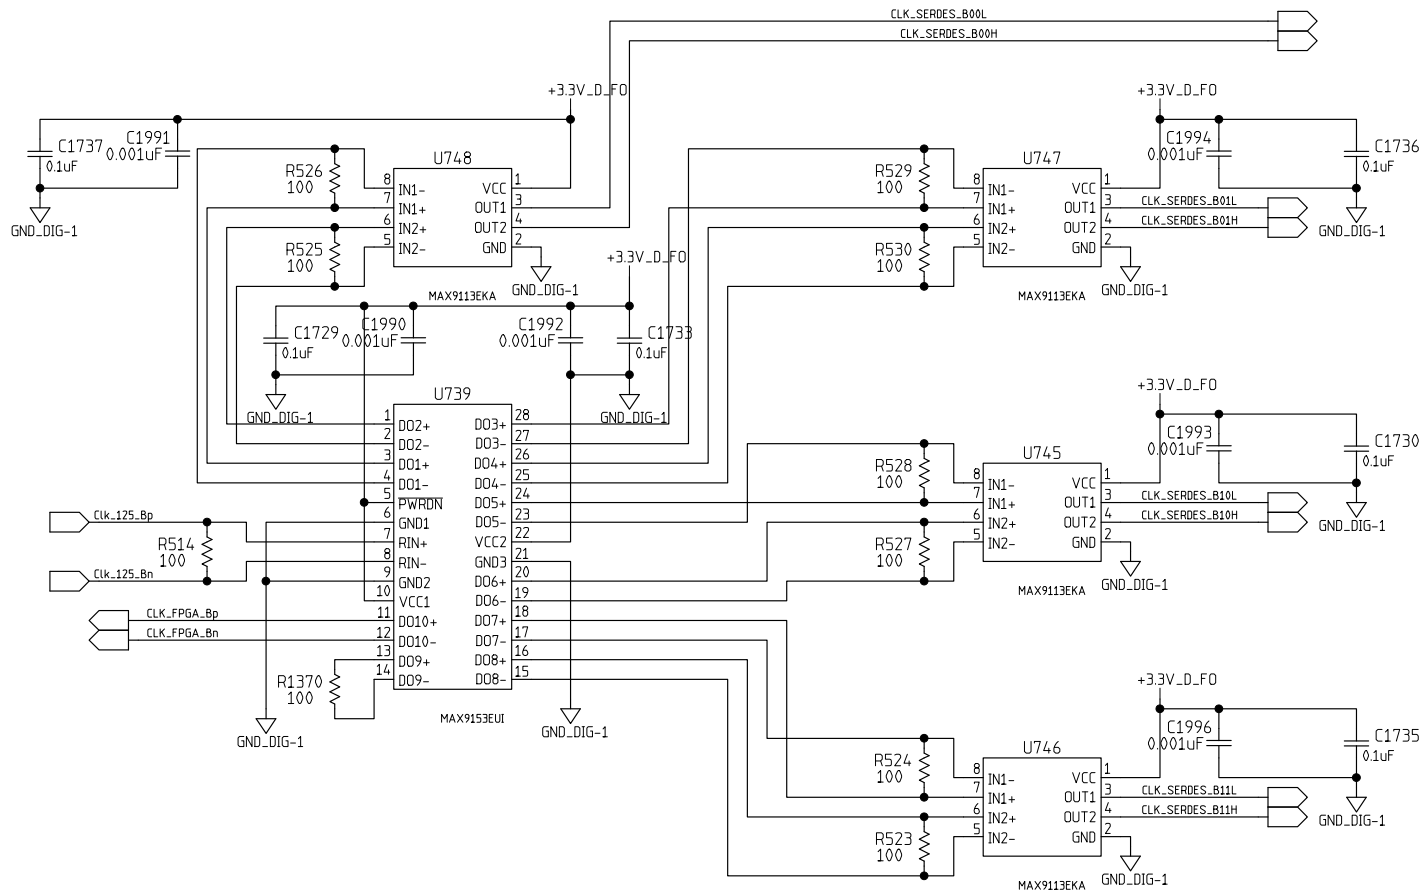 CLK_SERDES_B00L
CLK_SERDES_B00H
+3.3V_D_FO
C1737
0.1uF
C1991
0.001uF
GND_DIG-1
R526
100
R525
100
U748
8 IN1-
7 IN1+
6 IN2+
5 IN2-
VCC 1
OUT1 3
OUT2 4
GND 2
GND_DIG-1
MAX9113EKA
+3.3V_D_FO
R529
100
R530
100
U747
8 IN1-
7 IN1+
6 IN2+
5 IN2-
VCC 1
OUT1 3
OUT2 4
GND 2
GND_DIG-1
MAX9113EKA
+3.3V_D_FO
C1994
0.001uF
C1736
0.1uF
CLK_SERDES_B01L
CLK_SERDES_B01H
GND_DIG-1
C1729
0.1uF
C1990
0.001uF
C1992
0.001uF
C1733
0.1uF
GND_DIG-1
GND_DIG-1
U739
1 DO2+
2 DO2-
3 DO1+
4 DO1-
5 PWRDN
6 GND1
7 RIN+
8 RIN-
9 GND2
10 VCC1
11 DO10+
12 DO10-
13 DO9+
14 DO9-
DO3+ 28
DO3- 27
DO4+ 26
DO4- 25
DO5+ 24
DO5- 23
VCC2 22
GND3 21
DO6+ 20
DO6- 19
DO7+ 18
DO7- 17
DO8+ 16
DO8- 15
MAX9153EUI
Clk_125_Bp
R514
100
Clk_125_Bn
CLK_FPGA_Bp
CLK_FPGA_Bn
R1370
100
GND_DIG-1
GND_DIG-1
R528
100
R527
100
U745
8 IN1-
7 IN1+
6 IN2+
5 IN2-
VCC 1
OUT1 3
OUT2 4
GND 2
GND_DIG-1
MAX9113EKA
+3.3V_D_FO
C1993
0.001uF
C1730
0.1uF
CLK_SERDES_B10L
CLK_SERDES_B10H
GND_DIG-1
R524
100
R523
100
U746
8 IN1-
7 IN1+
6 IN2+
5 IN2-
VCC 1
OUT1 3
OUT2 4
GND 2
GND_DIG-1
MAX9113EKA
+3.3V_D_FO
C1996
0.001uF
C1735
0.1uF
CLK_SERDES_B11L
CLK_SERDES_B11H
GND_DIG-1